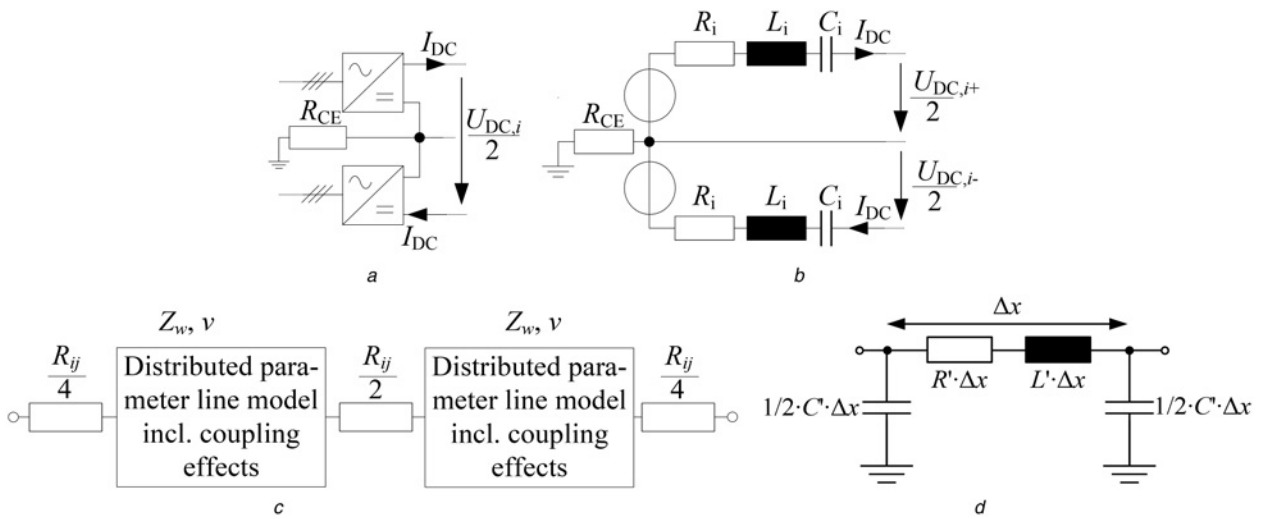 I_DC
R_CE
U_DC,i
2
I_DC
a
R_i
L_i
C_i
I_DC
R_CE
U_DC,i+
2
U_DC,i-
2
R_i
L_i
C_i
I_DC
b
Z_w, v
Z_w, v
R_ij
4
Distributed para-
meter line model
incl. coupling
effects
R_ij
2
Distributed para-
meter line model
incl. coupling
effects
R_ij
4
c
Δx
R'·Δx
L'·Δx
1/2·C'·Δx
1/2·C'·Δx
d